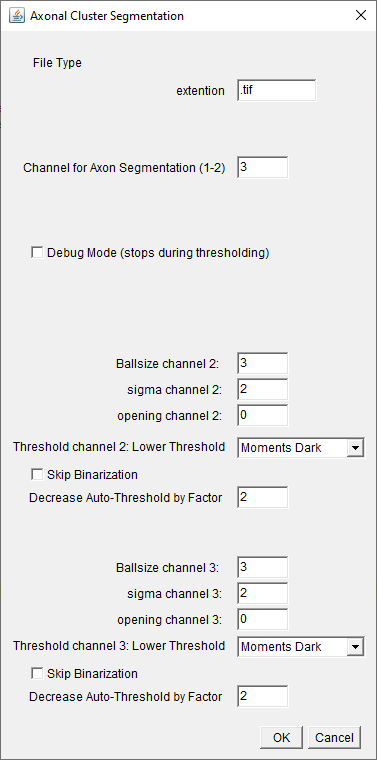 Axonal Cluster Segmentation
File Type
extention .tif
Channel for Axon Segmentation (1-2) 3
Debug Mode (stops during thresholding)
Ballsize channel 2: 3
sigma channel 2: 2
opening channel 2: 0
Threshold channel 2: Lower Threshold Moments Dark
Skip Binarization
Decrease Auto-Threshold by Factor 2
Ballsize channel 3: 3
sigma channel 3: 2
opening channel 3: 0
Threshold channel 3: Lower Threshold Moments Dark
Skip Binarization
Decrease Auto-Threshold by Factor 2
OK Cancel